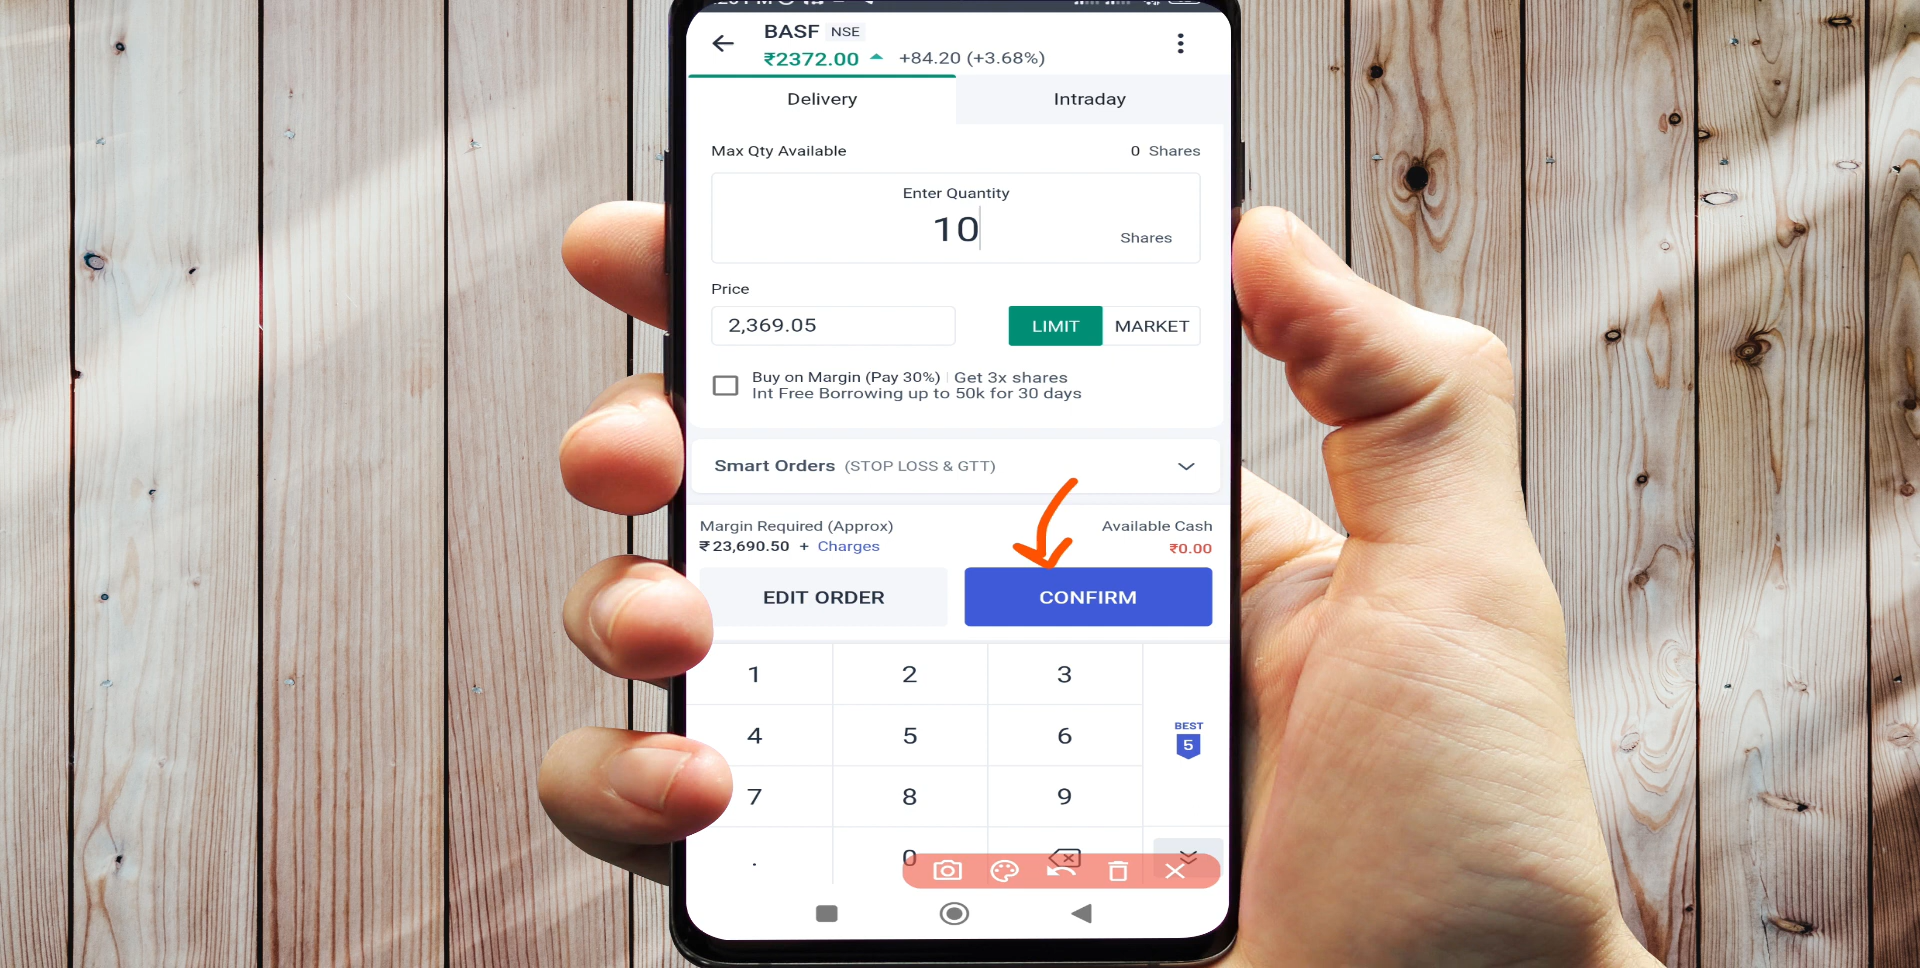 BASF NSE
₹2372.00 +84.20 (+3.68%)
Delivery
Intraday
Max Qty Available
0 Shares
Enter Quantity
10
Shares
Price
2,369.05
LIMIT
MARKET
Buy on Margin (Pay 30%) | Get 3x shares
Int Free Borrowing up to 50k for 30 days
Smart Orders (STOP LOSS & GTT)
Margin Required (Approx)
₹23,690.50 + Charges
Available Cash
₹0.00
EDIT ORDER
CONFIRM
1 2 3
4 5 6
BEST
5
7 8 9
. 0